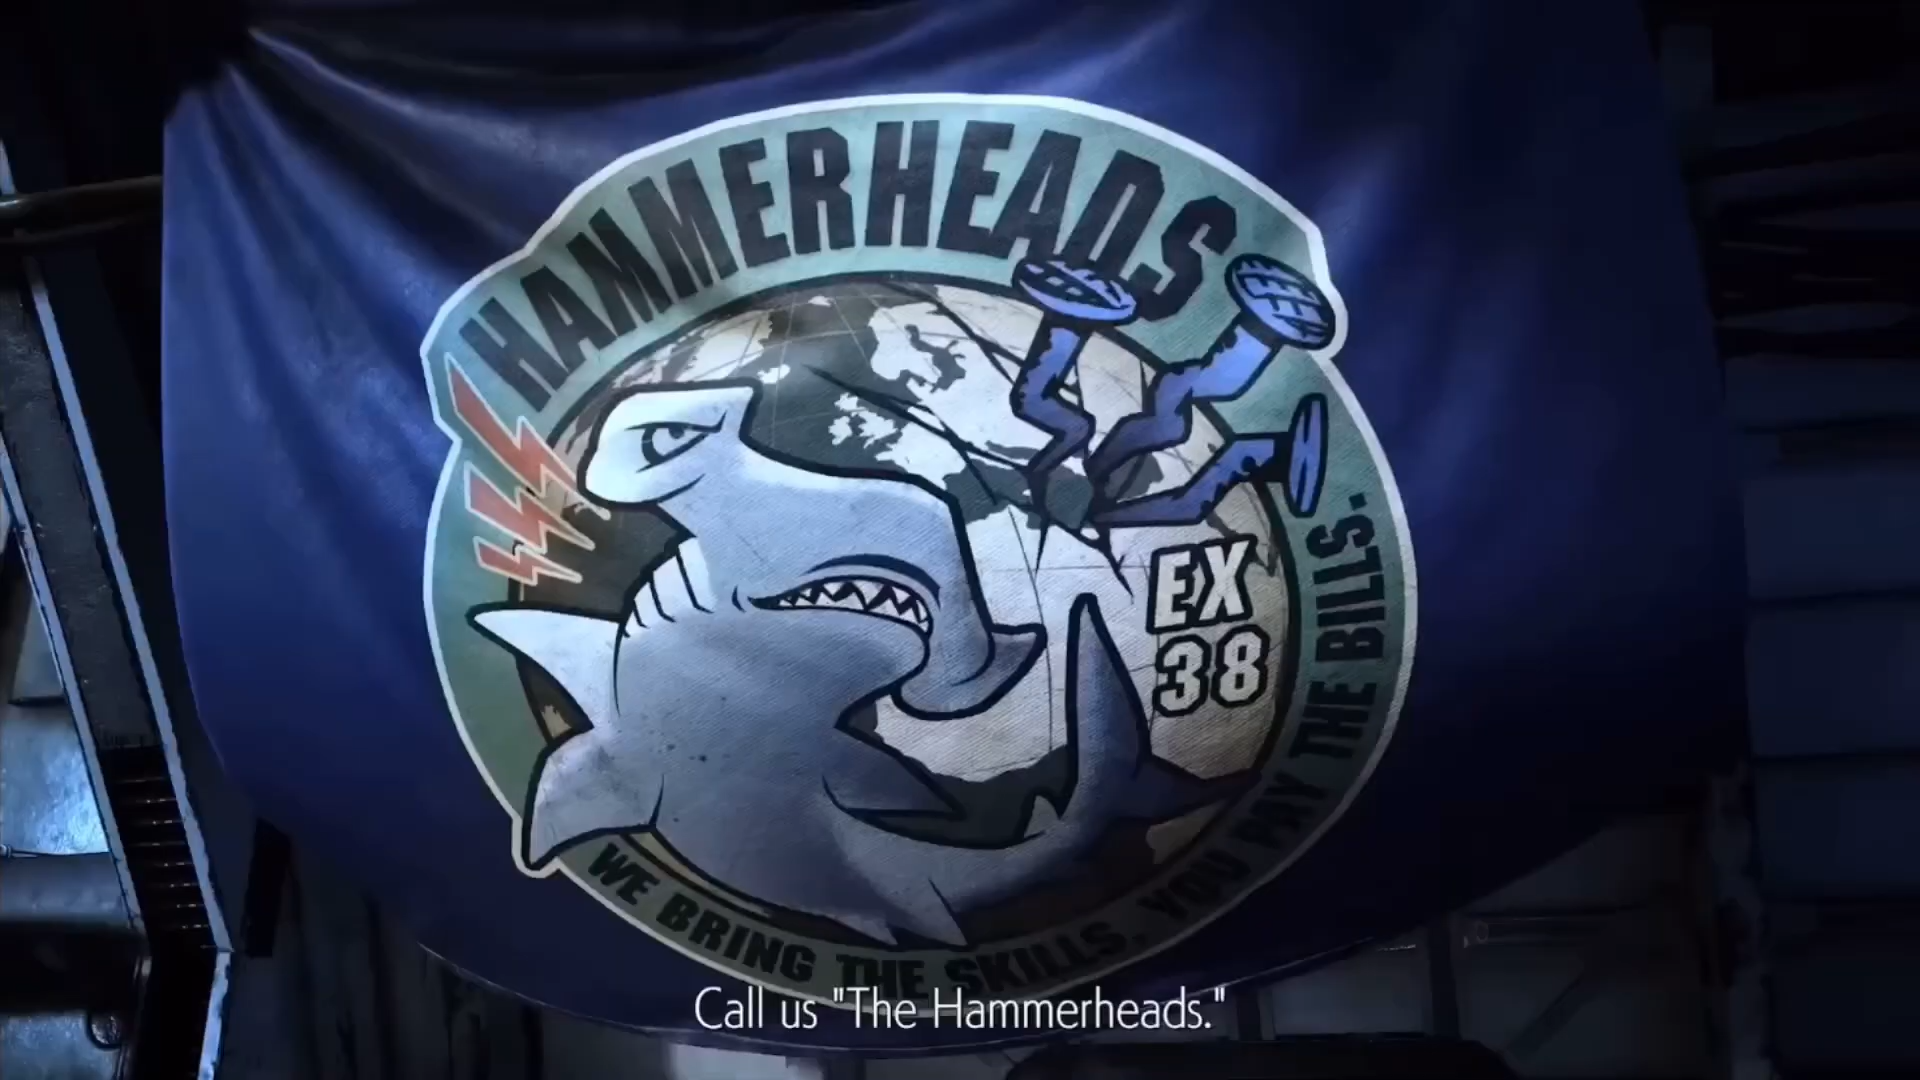 HAMMERHEADS
EX
38
WE BRING THE SKILLS. YOU PAY THE BILLS.
Call us "The Hammerheads."